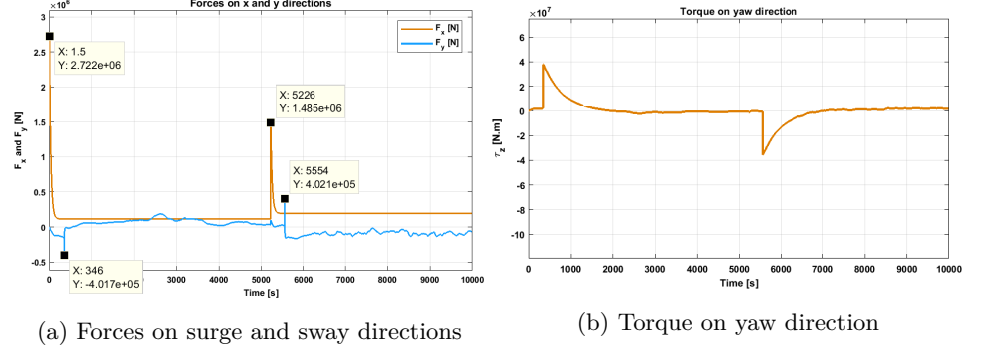 Forces on x and y directions
×10⁶
3
2.5
2
1.5
1
0.5
0
-0.5
F_x and F_y [N]
F_x [N]
F_y [N]
X: 1.5
Y: 2.722e+06
X: 5226
Y: 1.485e+06
X: 5554
Y: 4.021e+05
X: 346
Y: -4.017e+05
0 3000 4000 5000 6000 7000 8000 9000 10000
Time [s]
(a) Forces on surge and sway directions
Torque on yaw direction
×10⁷
6
4
2
0
-2
-4
-6
-8
-10
τ_z [N.m]
0 1000 2000 3000 4000 5000 6000 7000 8000 9000 10000
Time [s]
(b) Torque on yaw direction